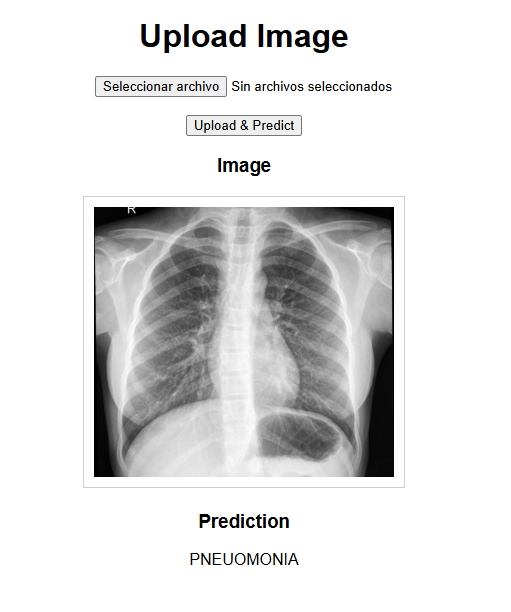 Upload Image
Seleccionar archivo Sin archivos seleccionados
Upload & Predict
Image
R
Prediction
PNEUOMONIA